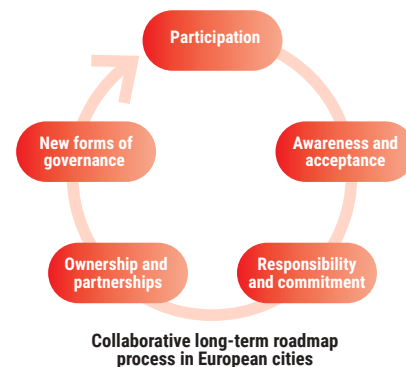 Participation
Awareness and
acceptance
Responsibility
and commitment
Ownership and
partnerships
New forms of
governance
Collaborative long-term roadmap
process in European cities